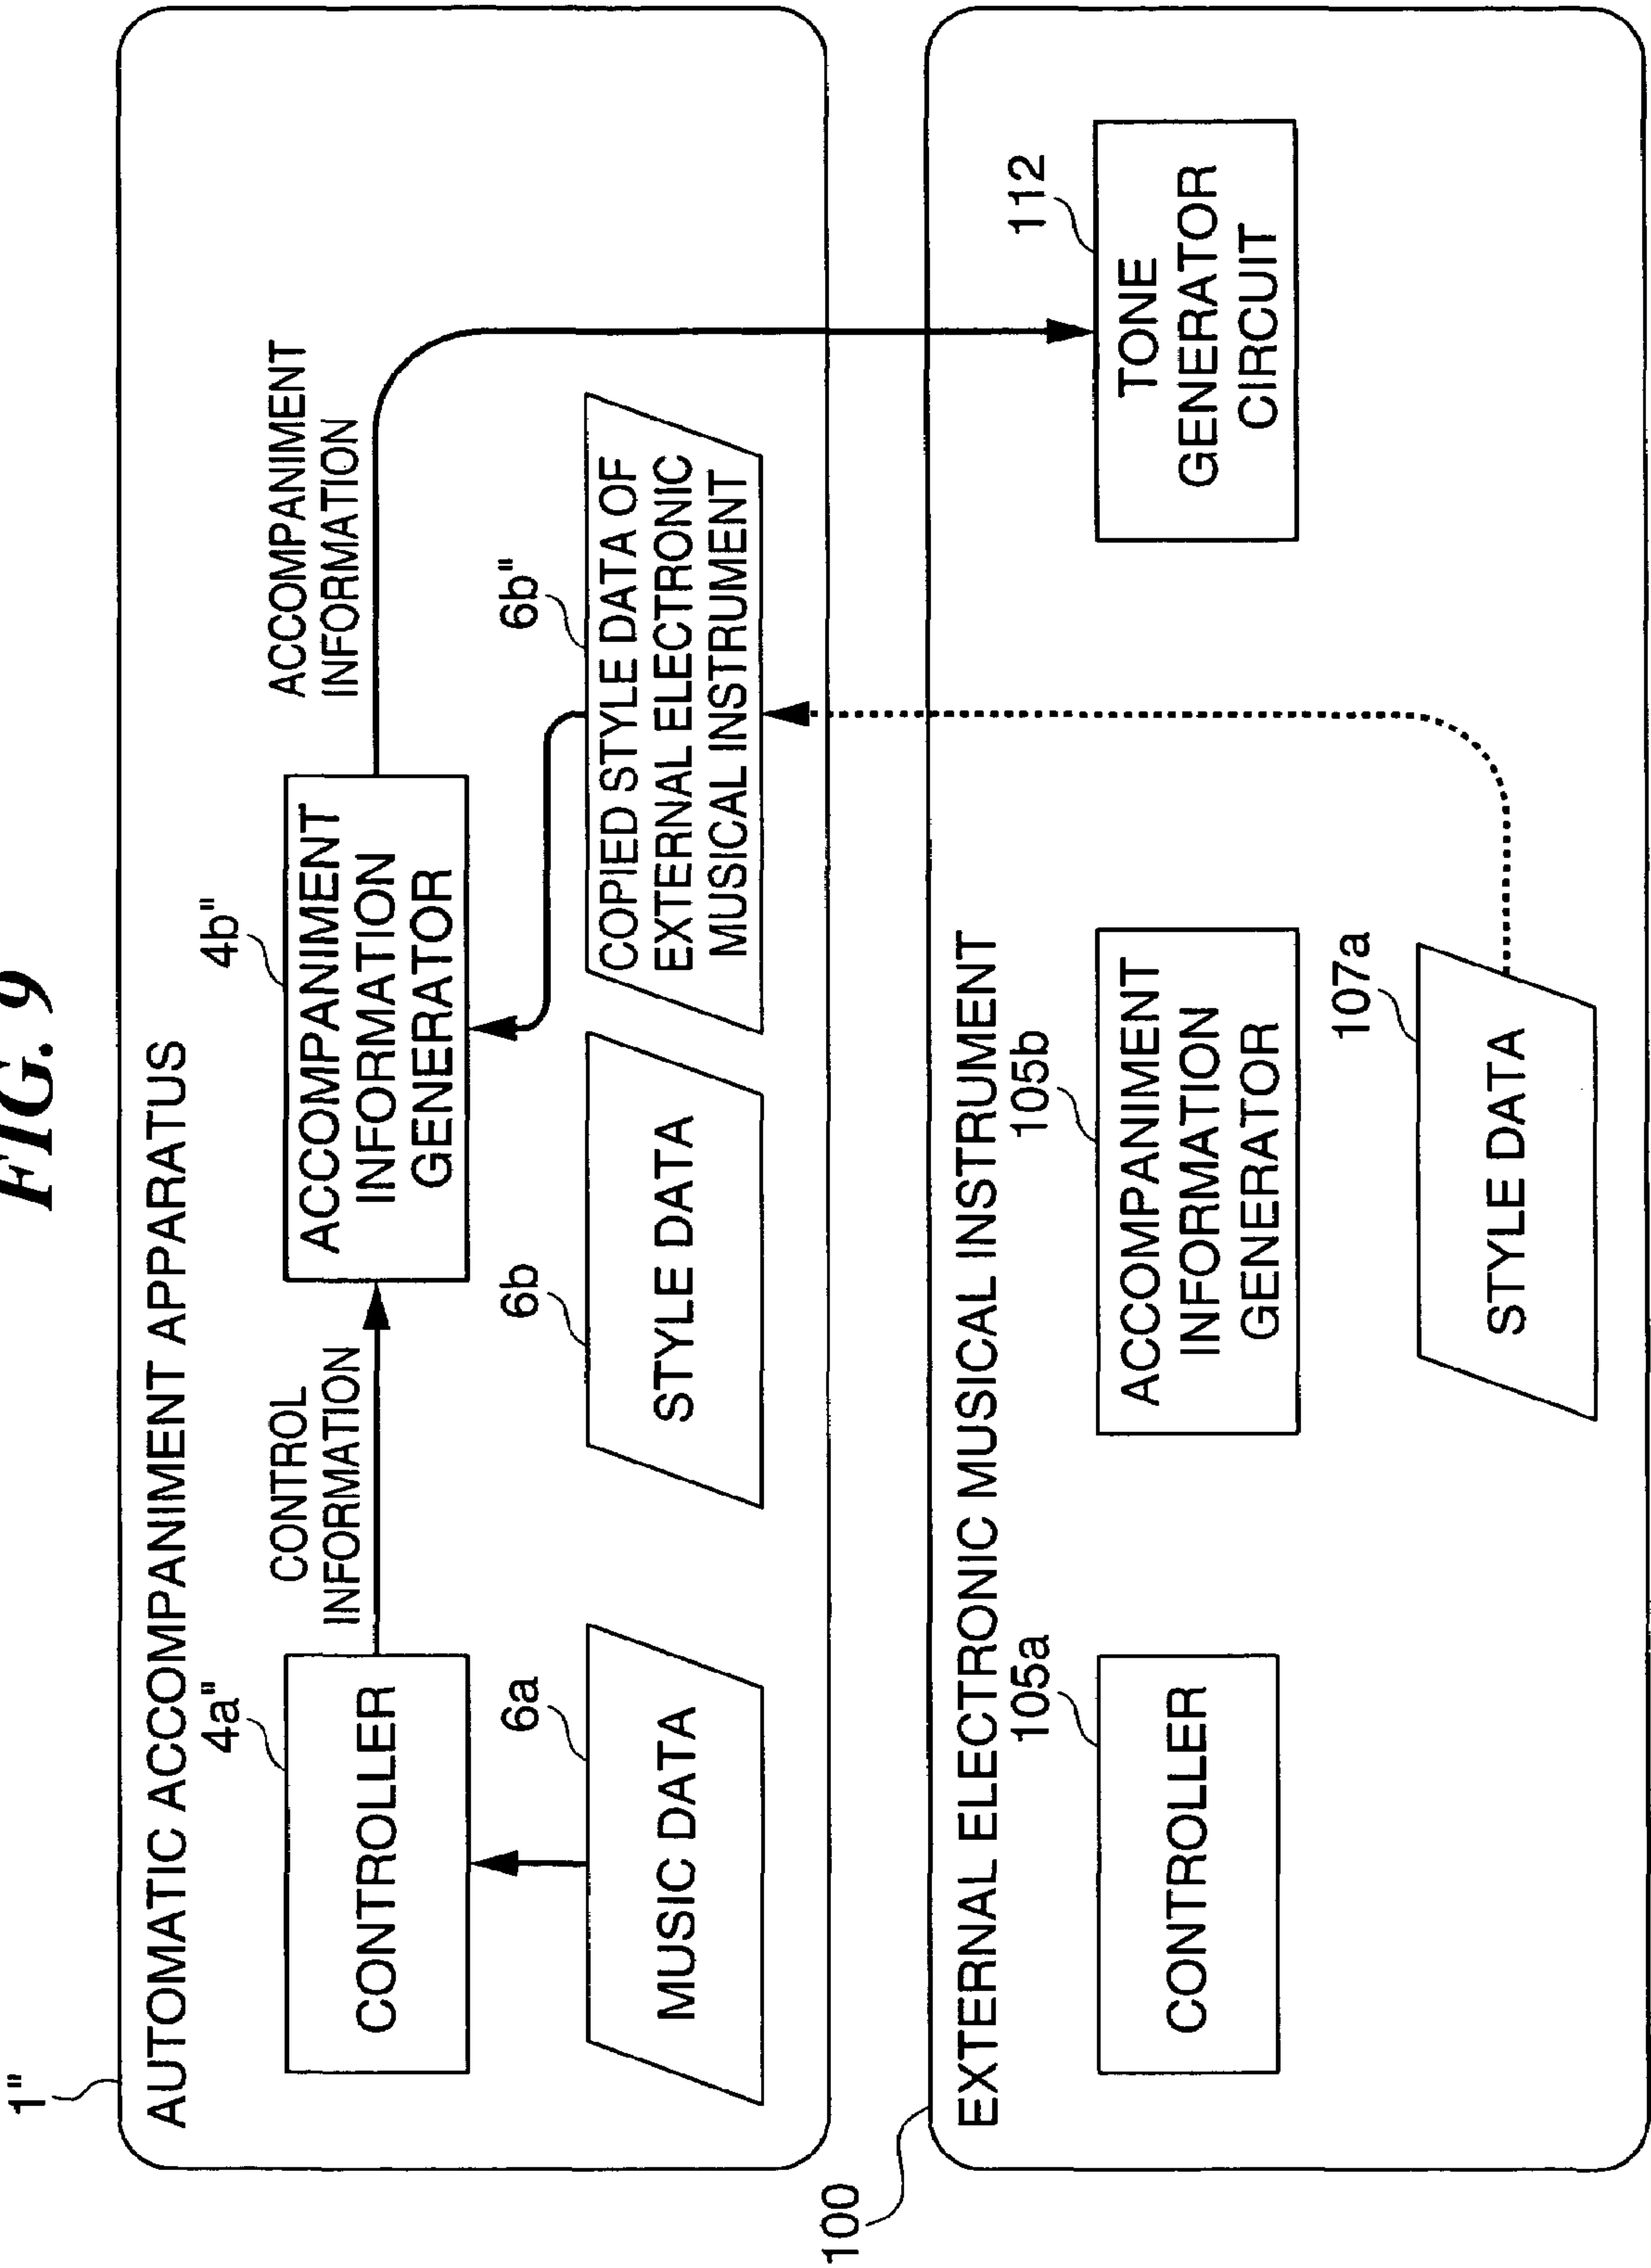 FIG. 9
1"
AUTOMATIC ACCOMPANIMENT APPARATUS
4a"
CONTROLLER
CONTROL
INFORMATION
4b"
ACCOMPANIMENT
INFORMATION
GENERATOR
ACCOMPANIMENT
INFORMATION
6a
MUSIC DATA
6b
STYLE DATA
6b"
COPIED STYLE DATA OF
EXTERNAL ELECTRONIC
MUSICAL INSTRUMENT
100
EXTERNAL ELECTRONIC MUSICAL INSTRUMENT
105a
CONTROLLER
105b
ACCOMPANIMENT
INFORMATION
GENERATOR
112
TONE
GENERATOR
CIRCUIT
107a
STYLE DATA